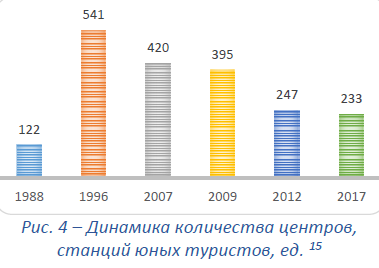 541
420
395
247
233
122
1988 1996 2007 2009 2012 2017
Рис. 4 – Динамика количества центров,
станций юных туристов, ед. 15